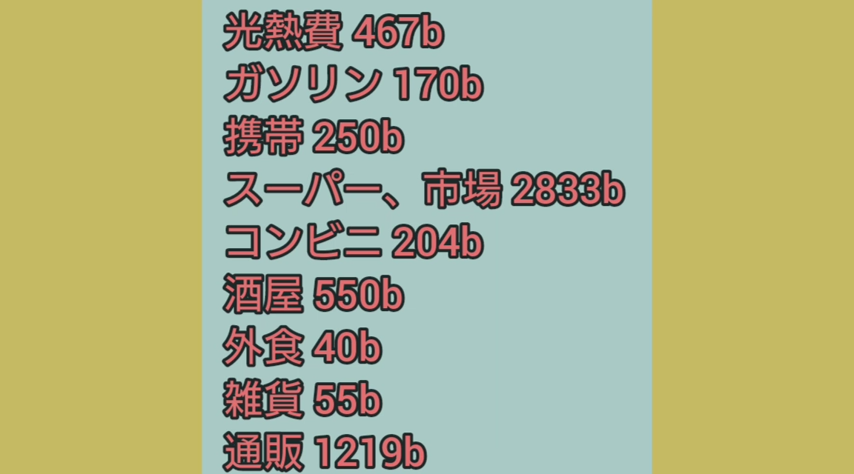 光熱費 467b
ガソリン 170b
携帯 250b
スーパー、市場 2833b
コンビニ 204b
酒屋 550b
外食 40b
雑貨 55b
通販 1219b